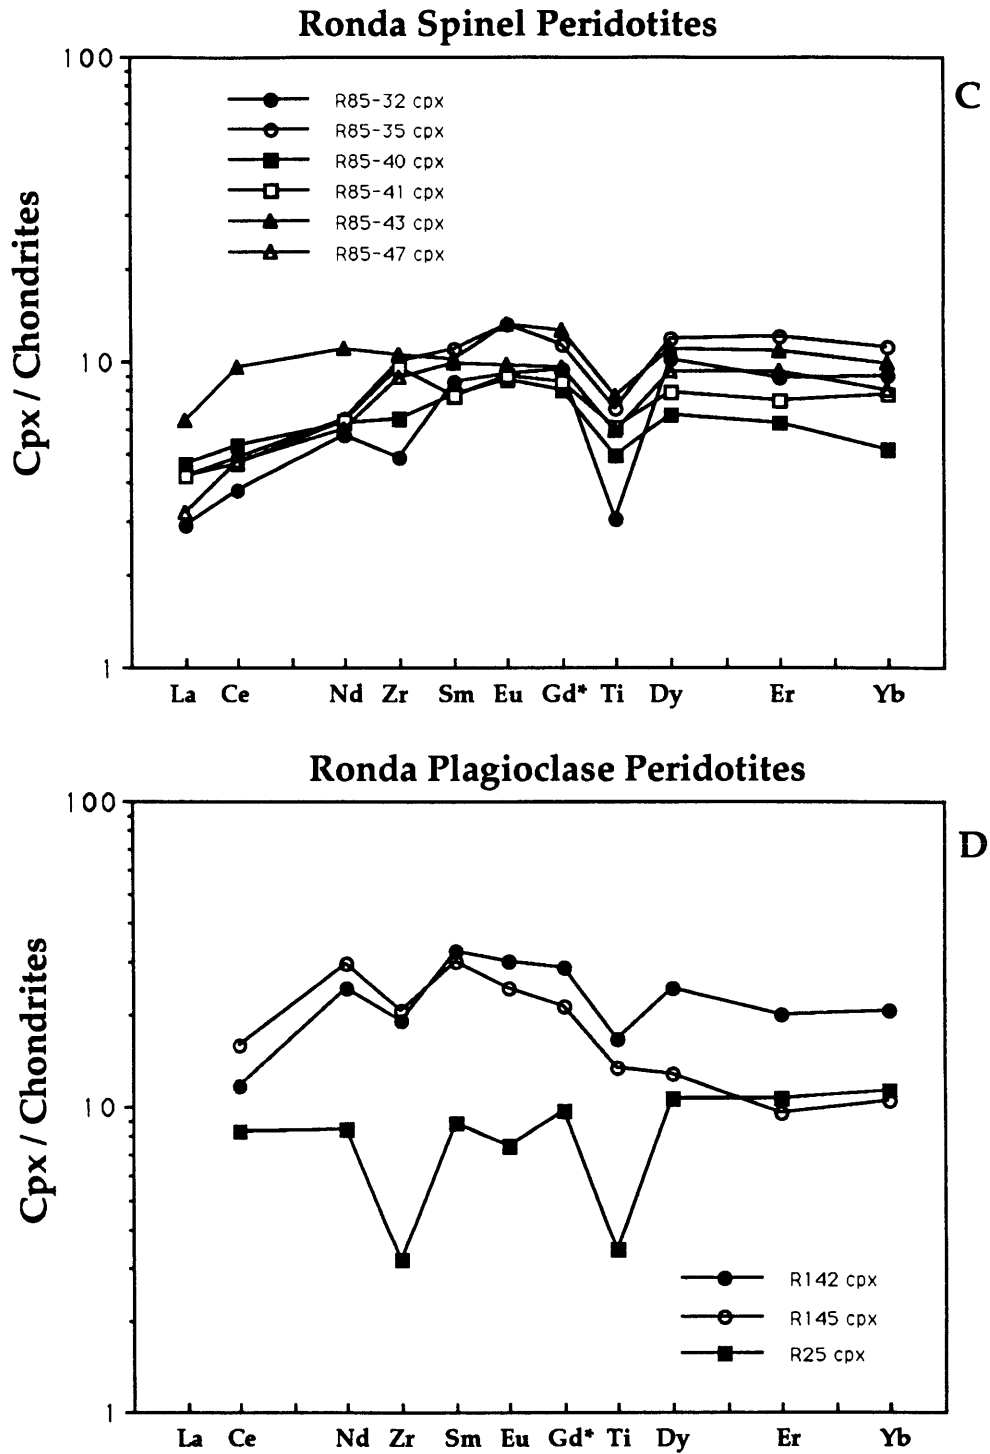 Ronda Spinel Peridotites
C
100
R85-32 cpx
R85-35 cpx
R85-40 cpx
R85-41 cpx
R85-43 cpx
R85-47 cpx
Cpx / Chondrites
10
1
La Ce Nd Zr Sm Eu Gd* Ti Dy Er Yb
Ronda Plagioclase Peridotites
D
100
Cpx / Chondrites
10
R142 cpx
R145 cpx
R25 cpx
1
La Ce Nd Zr Sm Eu Gd* Ti Dy Er Yb